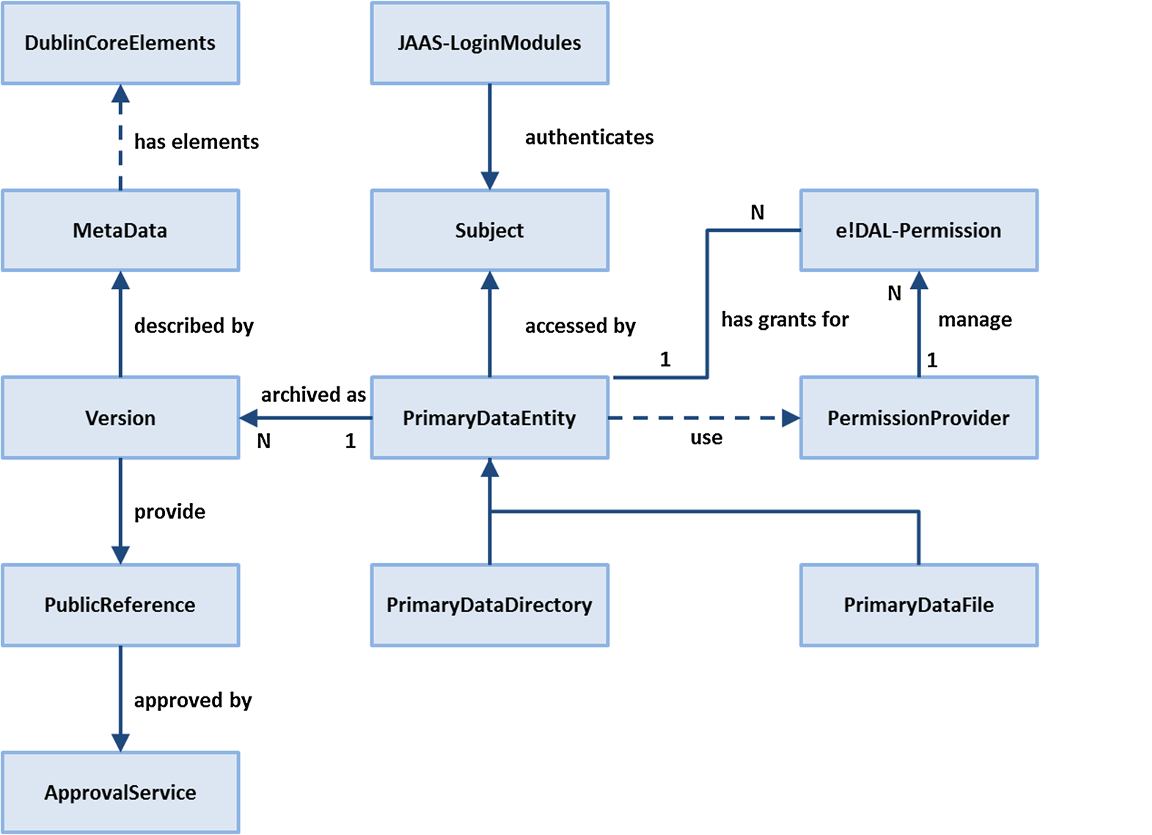 DublinCoreElements
JAAS-LoginModules
has elements
authenticates
MetaData
Subject
N
e!DAL-Permission
described by
accessed by
1
has grants for
N
manage
1
Version
archived as
N
1
PrimaryDataEntity
use
PermissionProvider
provide
PublicReference
PrimaryDataDirectory
PrimaryDataFile
approved by
ApprovalService